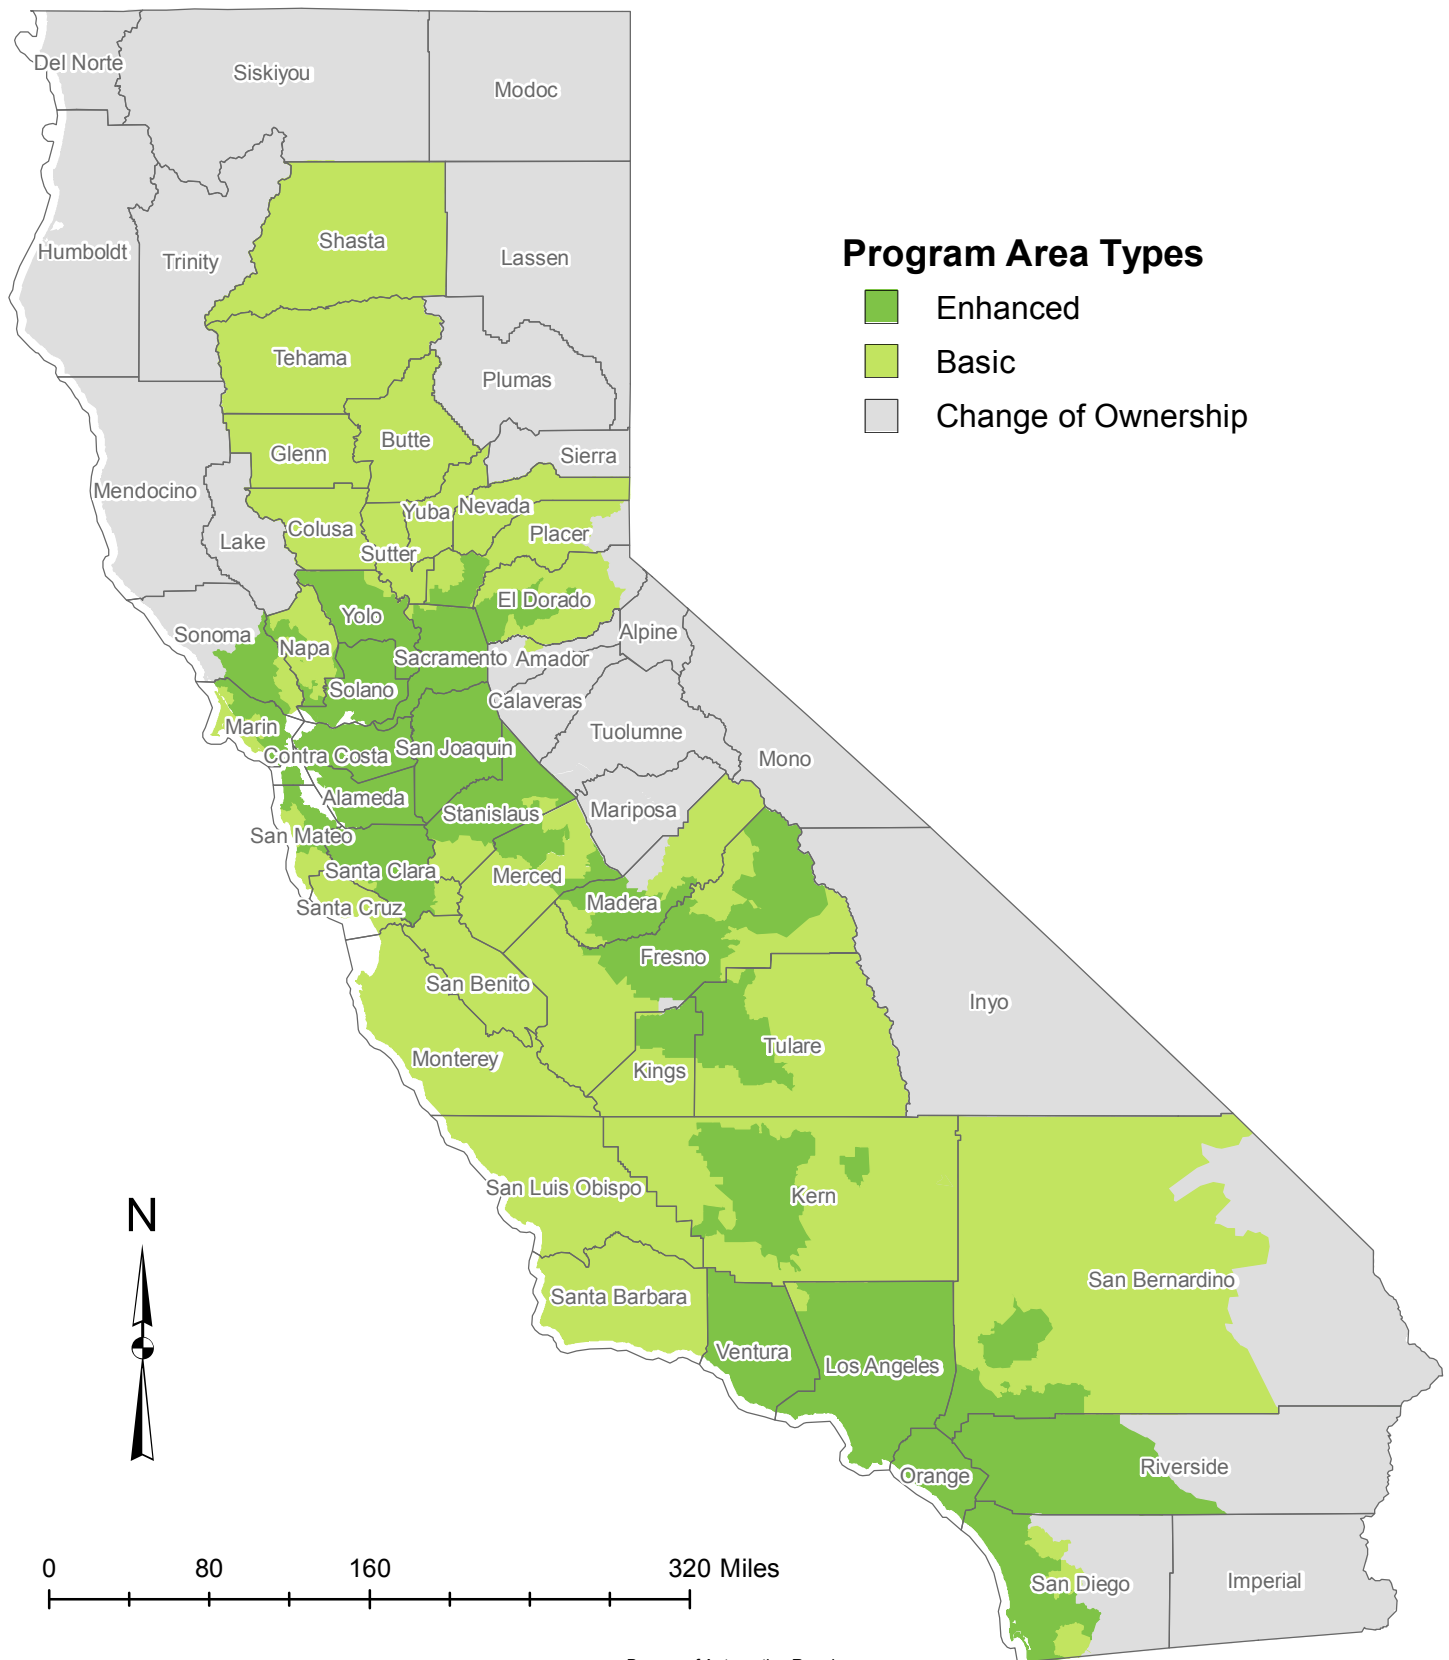 Del Norte
Siskiyou
Modoc
Humboldt
Trinity
Shasta
Lassen
Program Area Types
Enhanced
Basic
Change of Ownership
Tehama
Plumas
Butte
Glenn
Sierra
Mendocino
Colusa
Yuba
Nevada
Lake
Sutter
Placer
Yolo
El Dorado
Sonoma
Napa
Sacramento
Amador
Alpine
Solano
Calaveras
Marin
Contra Costa
San Joaquin
Tuolumne
Mono
Alameda
Stanislaus
Mariposa
San Mateo
Santa Clara
Merced
Santa Cruz
Madera
Fresno
San Benito
Inyo
Monterey
Kings
Tulare
San Luis Obispo
Kern
N
Santa Barbara
San Bernardino
Ventura
Los Angeles
Orange
Riverside
San Diego
Imperial
0 80 160 320 Miles